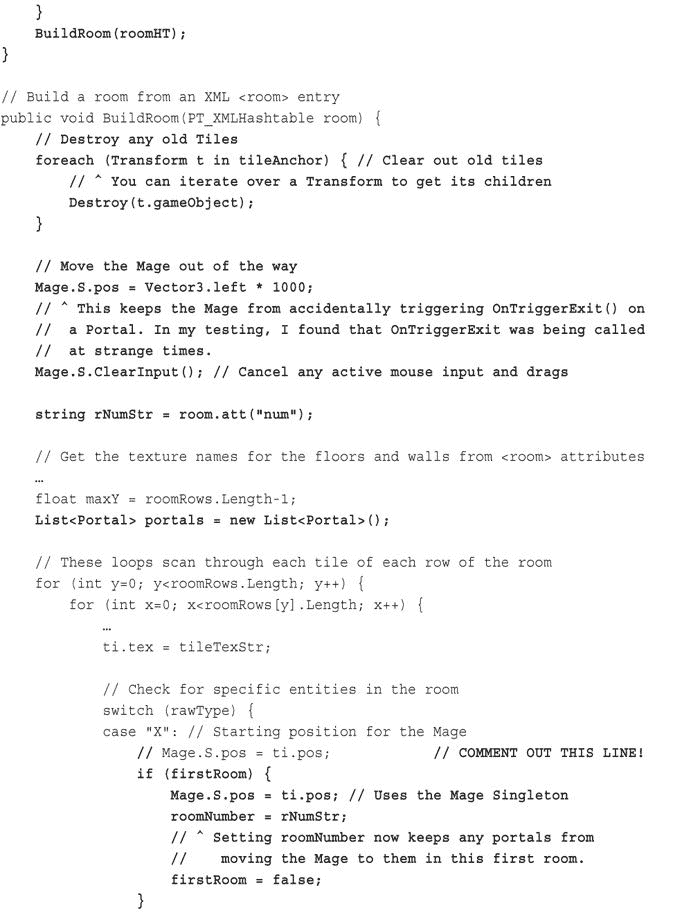 }
    BuildRoom(roomHT);
}

// Build a room from an XML <room> entry
public void BuildRoom(PT_XMLHashtable room) {
    // Destroy any old Tiles
    foreach (Transform t in tileAnchor) { // Clear out old tiles
        // ^ You can iterate over a Transform to get its children
        Destroy(t.gameObject);
    }

    // Move the Mage out of the way
    Mage.S.pos = Vector3.left * 1000;
    // ^ This keeps the Mage from accidentally triggering OnTriggerExit() on
    //  a Portal. In my testing, I found that OnTriggerExit was being called
    //  at strange times.
    Mage.S.ClearInput(); // Cancel any active mouse input and drags

    string rNumStr = room.att("num");

    // Get the texture names for the floors and walls from <room> attributes
    …
    float maxY = roomRows.Length-1;
    List<Portal> portals = new List<Portal>();

    // These loops scan through each tile of each row of the room
    for (int y=0; y<roomRows.Length; y++) {
        for (int x=0; x<roomRows[y].Length; x++) {
            …
            ti.tex = tileTexStr;

            // Check for specific entities in the room
            switch (rawType) {
            case "X": // Starting position for the Mage
                // Mage.S.pos = ti.pos;            // COMMENT OUT THIS LINE!
                if (firstRoom) {
                    Mage.S.pos = ti.pos; // Uses the Mage Singleton
                    roomNumber = rNumStr;
                    // ^ Setting roomNumber now keeps any portals from
                    //    moving the Mage to them in this first room.
                    firstRoom = false;
                }